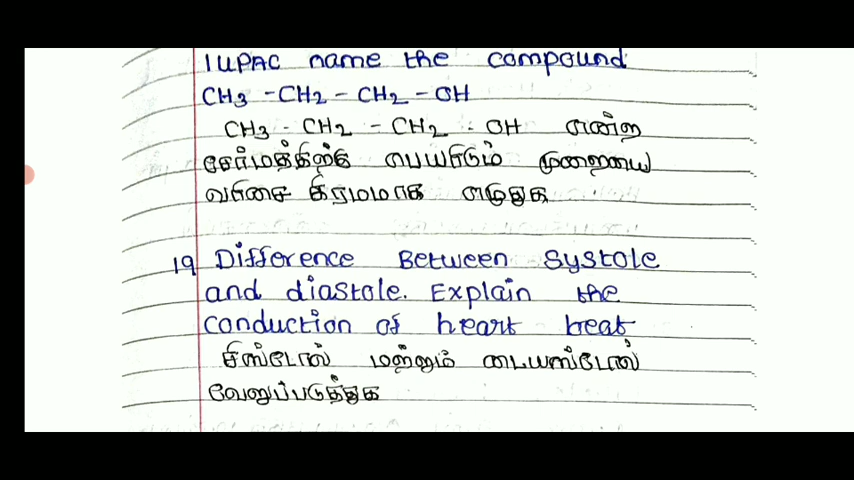 IUPAC name the compound
CH3 - CH2 - CH2 - OH
CH3 - CH2 - CH2 - OH என்ற
சேர்மத்திற்கு பெயரிடும் முறையை
வரிசை கிரமமாக எழுதுக
19 Difference Between Systole
and diastole. Explain the
conduction of heart beat
சிஸ்டோல் மற்றும் டையஸ்டோல்
வேறுப்படுத்துக